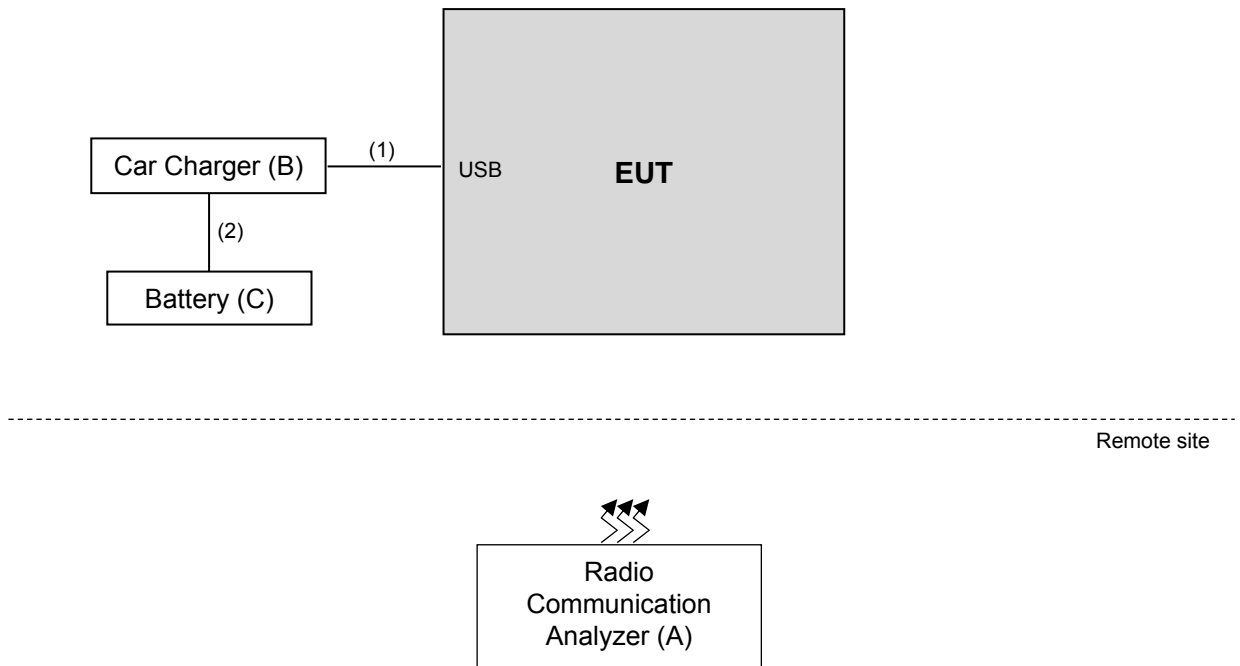 Car Charger (B)
(1)
USB
EUT
(2)
Battery (C)
Remote site
Radio
Communication
Analyzer (A)